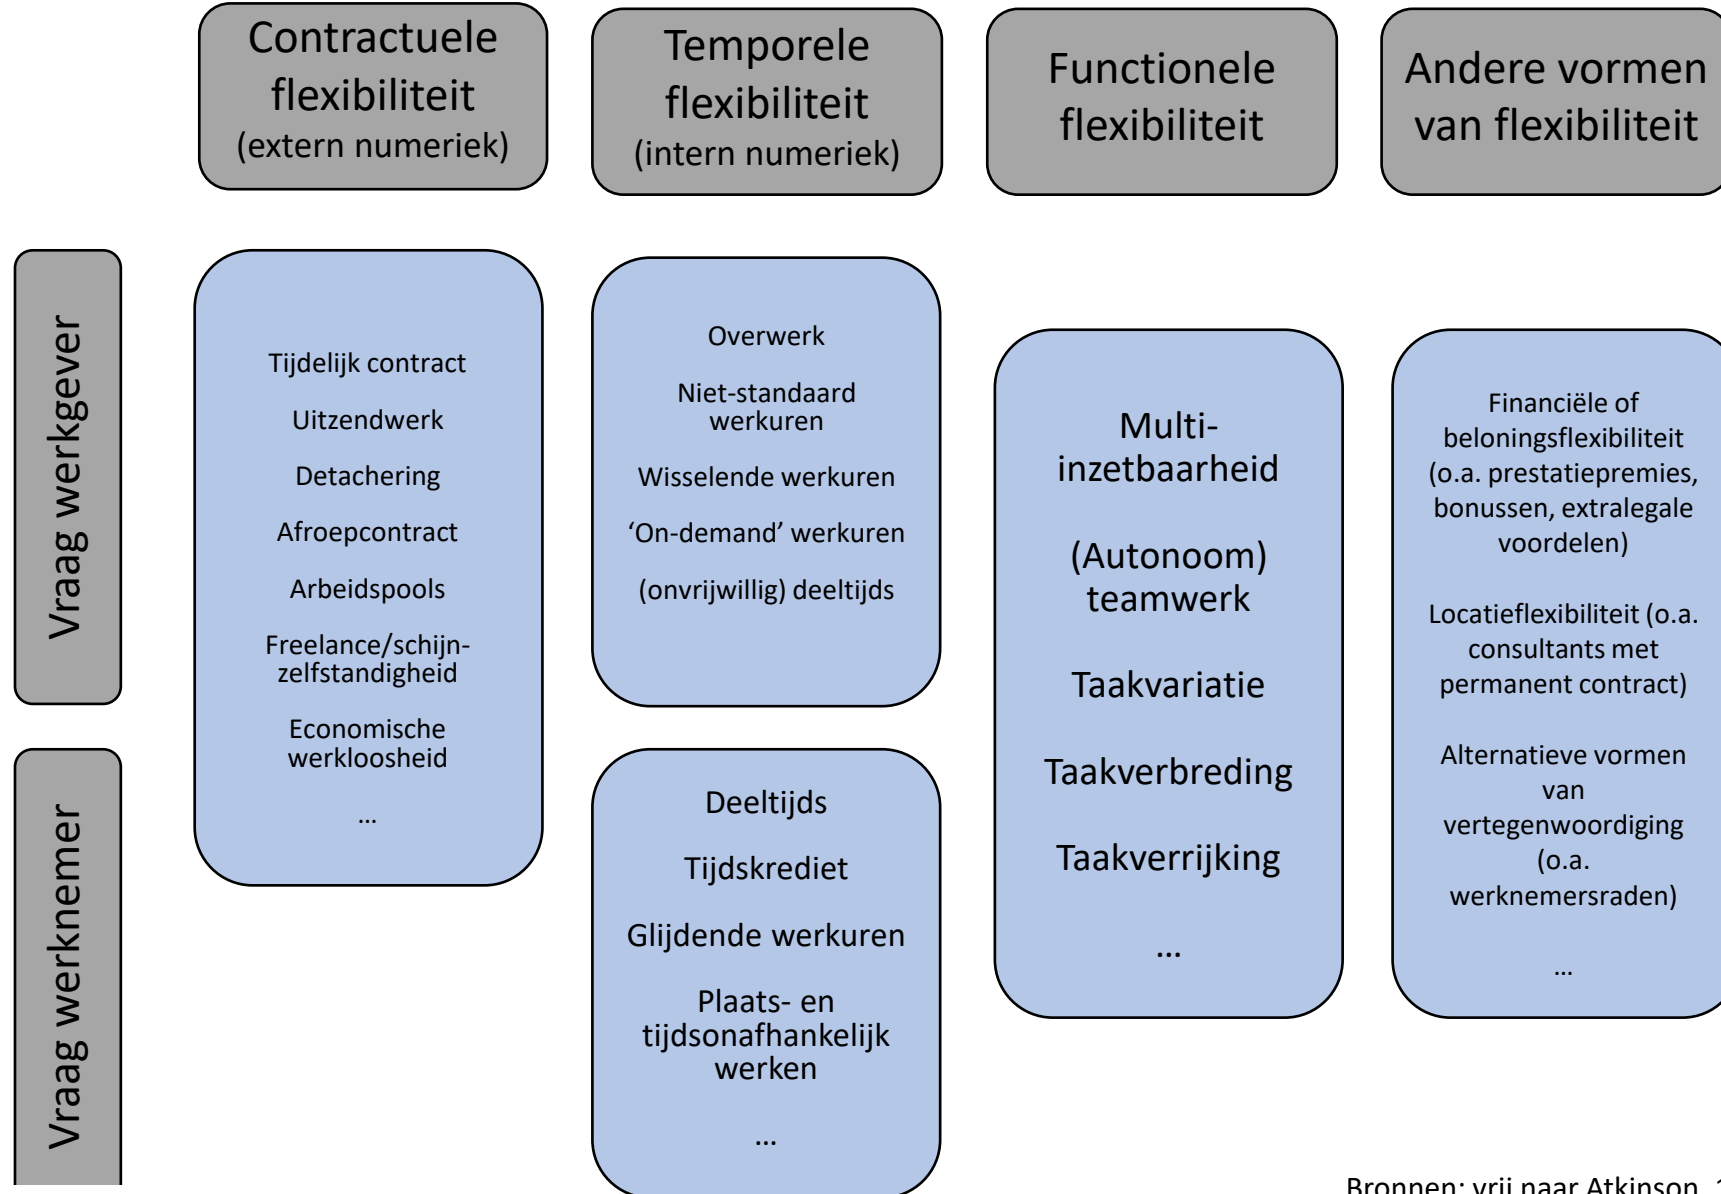 Contractuele
flexibiliteit
(extern numeriek)
Temporele
flexibiliteit
(intern numeriek)
Functionele
flexibiliteit
Andere vormen
van flexibiliteit
Vraag werkgever
Tijdelijk contract
Uitzendwerk
Detachering
Afroepcontract
Arbeidspools
Freelance/schijn-
zelfstandigheid
Economische
werkloosheid
...
Overwerk
Niet-standaard
werkuren
Wisselende werkuren
‘On-demand’ werkuren
(onvrijwillig) deeltijds
Multi-
inzetbaarheid
(Autonoom)
teamwerk
Taakvariatie
Taakverbreding
Taakverrijking
...
Financiële of
beloningsflexibiliteit
(o.a. prestatiepremies,
bonussen, extralegale
voordelen)
Locatieflexibiliteit (o.a.
consultants met
permanent contract)
Alternatieve vormen
van
vertegenwoordiging
(o.a.
werknemersraden)
...
Vraag werknemer
Deeltijds
Tijdskrediet
Glijdende werkuren
Plaats- en
tijdsonafhankelijk
werken
...
Bronnen: vrij naar Atkinson,